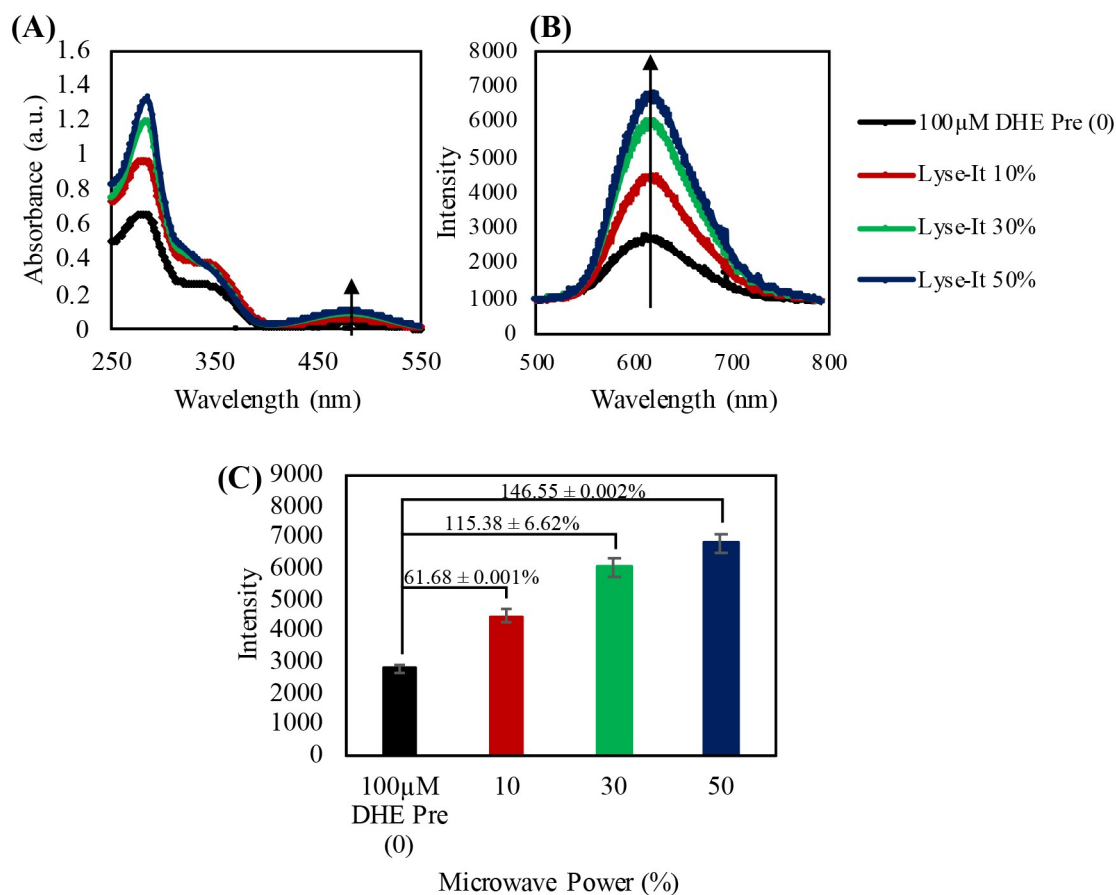 (A)
1.6
1.4
1.2
1
0.8
0.6
0.4
0.2
0
Absorbance (a.u.)
250
350
450
550
Wavelength (nm)
(B)
8000
7000
6000
5000
4000
3000
2000
1000
0
Intensity
500
600
700
800
Wavelength (nm)
100µM DHE Pre (0)
Lyse-It 10%
Lyse-It 30%
Lyse-It 50%
(C)
9000
8000
7000
6000
5000
4000
3000
2000
1000
0
Intensity
146.55 ± 0.002%
115.38 ± 6.62%
61.68 ± 0.001%
100µM
DHE Pre
(0)
10
30
50
Microwave Power (%)